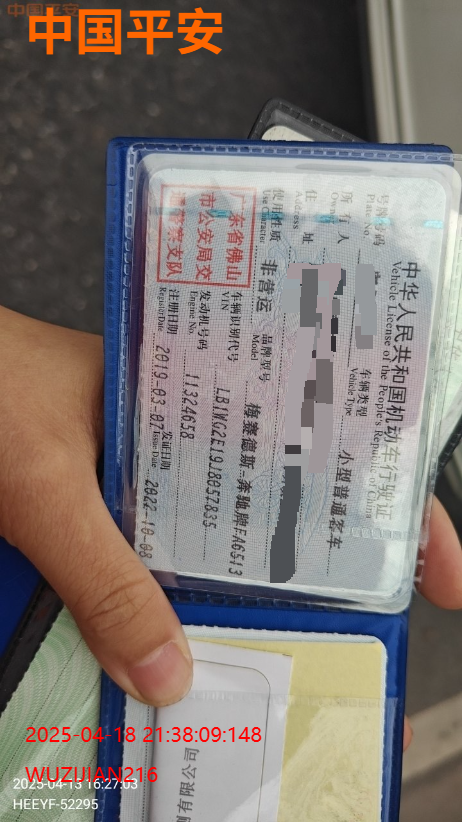 中国平安
中国平安
中华人民共和国机动车行驶证
Vehicle License of the People's Republic of China
号牌号码
Plate No.
车辆类型
Vehicle Type
小型普通客车
所有人
Owner
住址
Address
使用性质
Use Character
非营运
品牌型号
Model
梅赛德斯-奔驰牌FA6513
广东省佛山
市公安局交
通警察支队
车辆识别代号
VIN
LB1WG2E19J8057835
发动机号码
Engine No.
11324658
注册日期
Register Date
2019-03-07
发证日期
Issue Date
2022-10-08
有限公司
2025-04-18 21:38:09:148
WUZIJIAN216
2025-04-13 16:27:03
HEEYF-52295